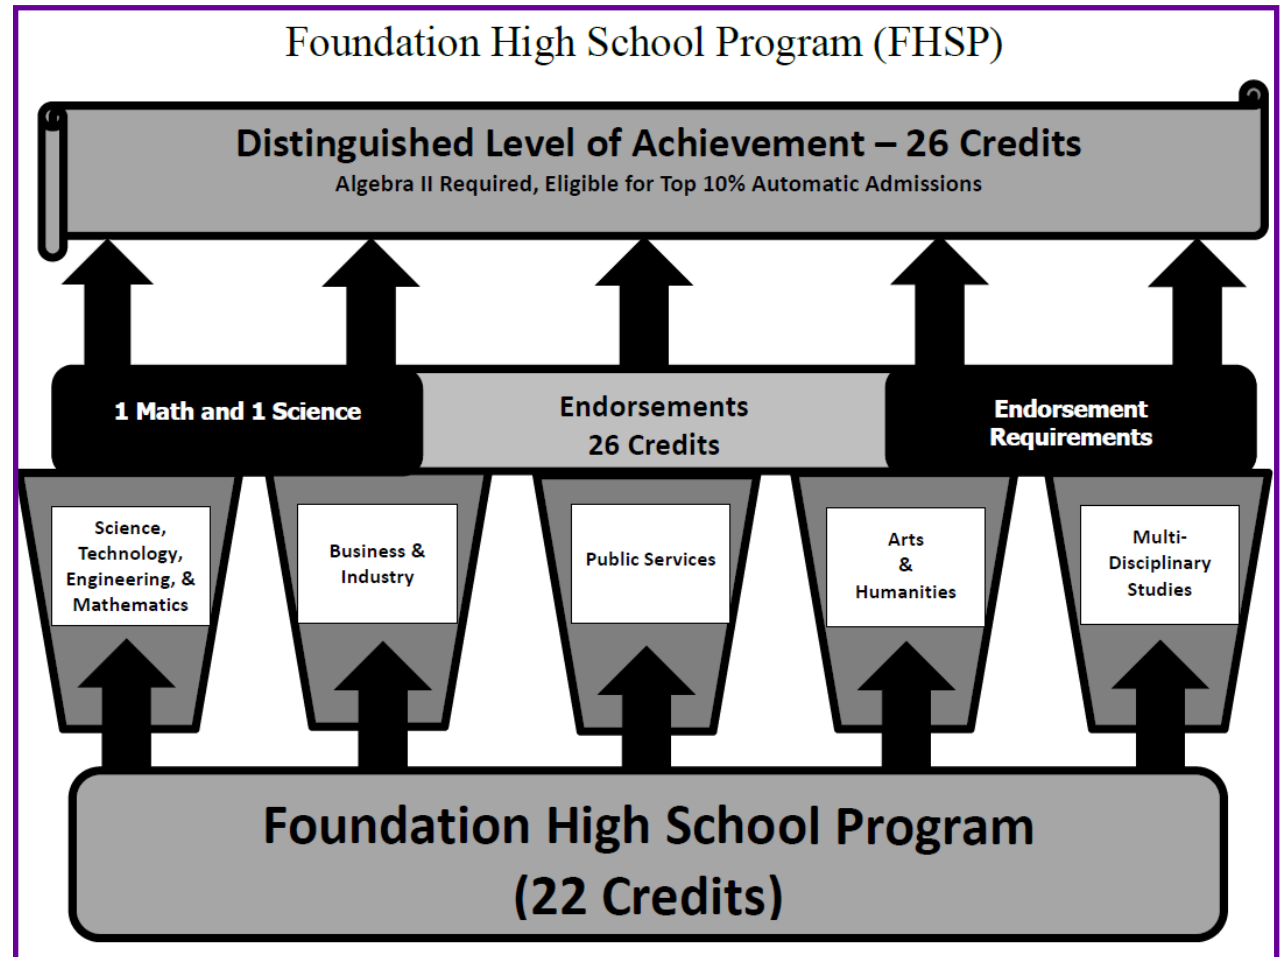 Foundation High School Program (FHSP)
Distinguished Level of Achievement – 26 Credits
Algebra II Required, Eligible for Top 10% Automatic Admissions
1 Math and 1 Science
Endorsements
26 Credits
Endorsement
Requirements
Science,
Technology,
Engineering, &
Mathematics
Business &
Industry
Public Services
Arts
&
Humanities
Multi-
Disciplinary
Studies
Foundation High School Program
(22 Credits)